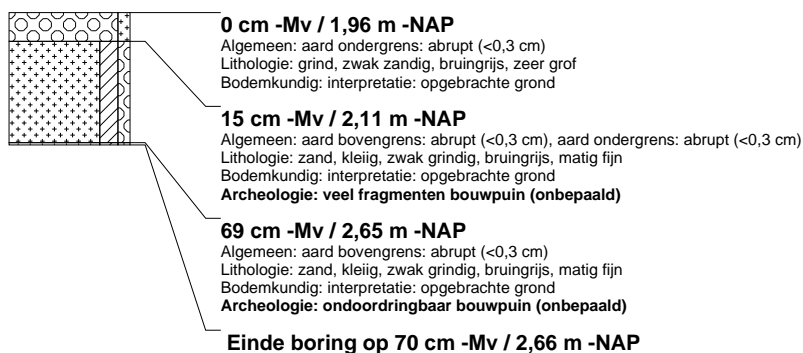 0 cm -Mv / 1,96 m -NAP
Algemeen: aard ondergrens: abrupt (<0,3 cm)
Lithologie: grind, zwak zandig, bruingrijs, zeer grof
Bodemkundig: interpretatie: opgebrachte grond
15 cm -Mv / 2,11 m -NAP
Algemeen: aard bovengrens: abrupt (<0,3 cm), aard ondergrens: abrupt (<0,3 cm)
Lithologie: zand, kleiig, zwak grindig, bruingrijs, matig fijn
Bodemkundig: interpretatie: opgebrachte grond
Archeologie: veel fragmenten bouwpuin (onbepaald)
69 cm -Mv / 2,65 m -NAP
Algemeen: aard bovengrens: abrupt (<0,3 cm)
Lithologie: zand, kleiig, zwak grindig, bruingrijs, matig fijn
Bodemkundig: interpretatie: opgebrachte grond
Archeologie: ondoordringbaar bouwpuin (onbepaald)
Einde boring op 70 cm -Mv / 2,66 m -NAP